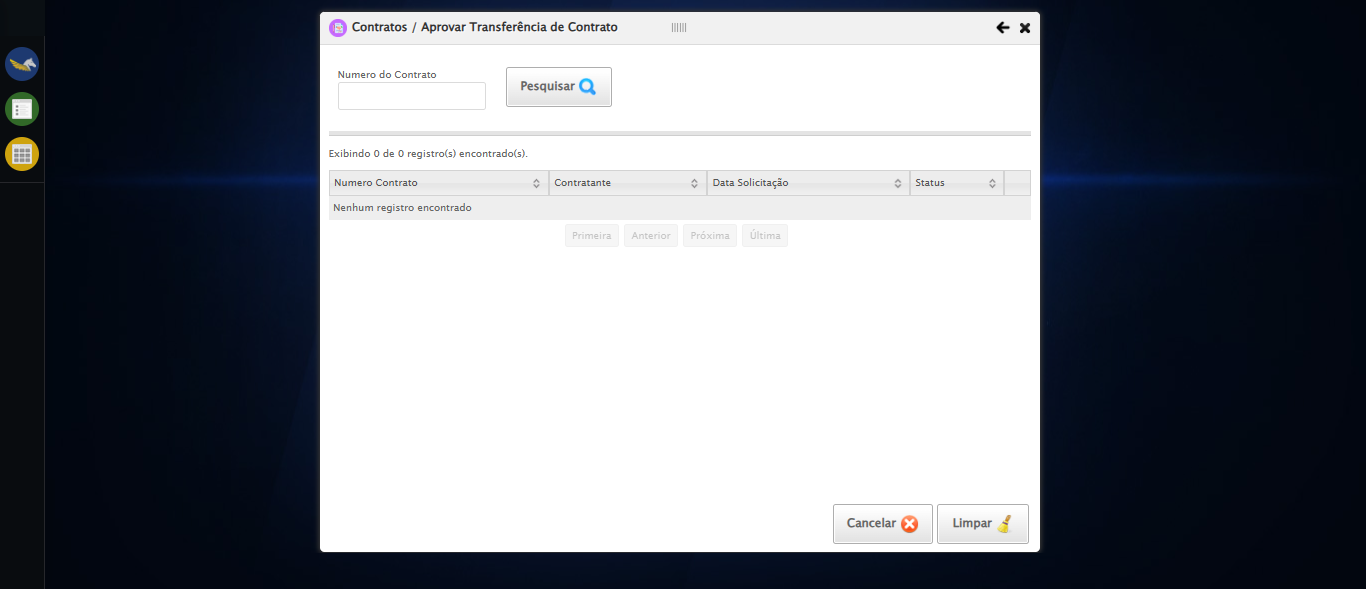 Contratos / Aprovar Transferência de Contrato
Numero do Contrato
Pesquisar
Exibindo 0 de 0 registro(s) encontrado(s).
Numero Contrato Contratante Data Solicitação Status
Nenhum registro encontrado
Primeira Anterior Próxima Última
Cancelar Limpar